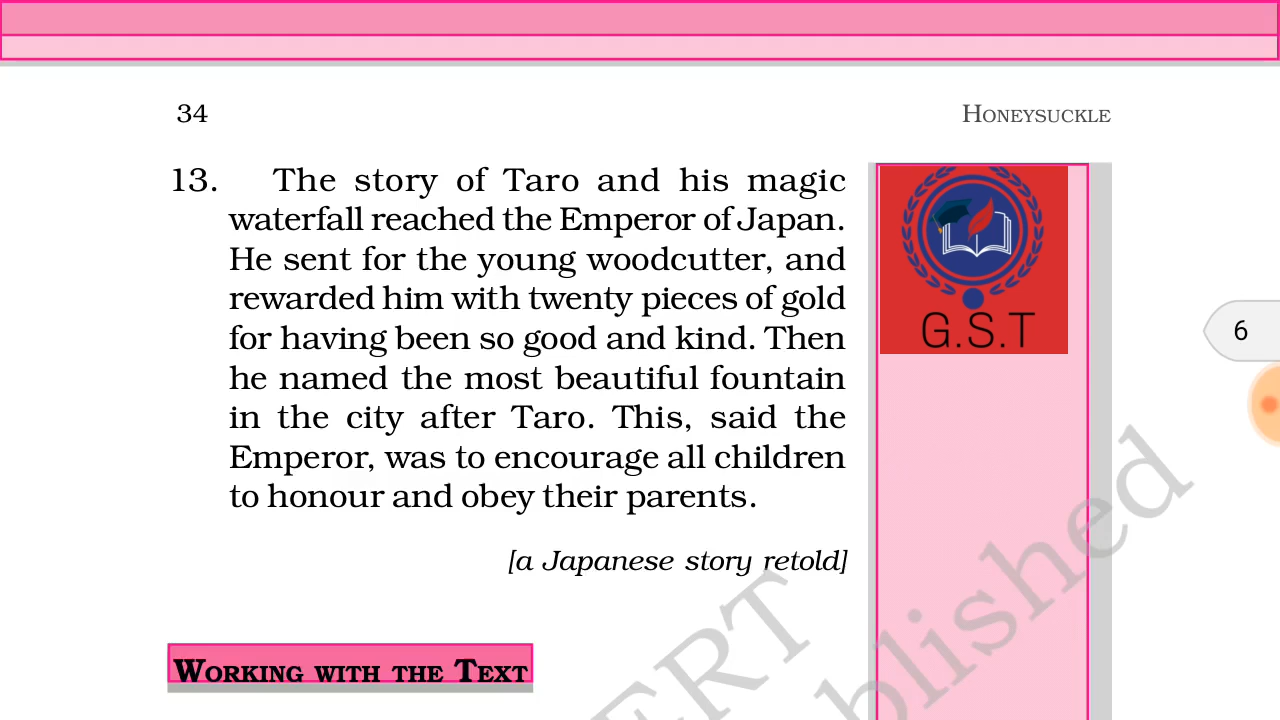 34
HONEYSUCKLE
13. The story of Taro and his magic
waterfall reached the Emperor of Japan.
He sent for the young woodcutter, and
rewarded him with twenty pieces of gold
for having been so good and kind. Then
he named the most beautiful fountain
in the city after Taro. This, said the
Emperor, was to encourage all children
to honour and obey their parents.
[a Japanese story retold]
WORKING WITH THE TEXT
G.S.T
6
ERT
blished